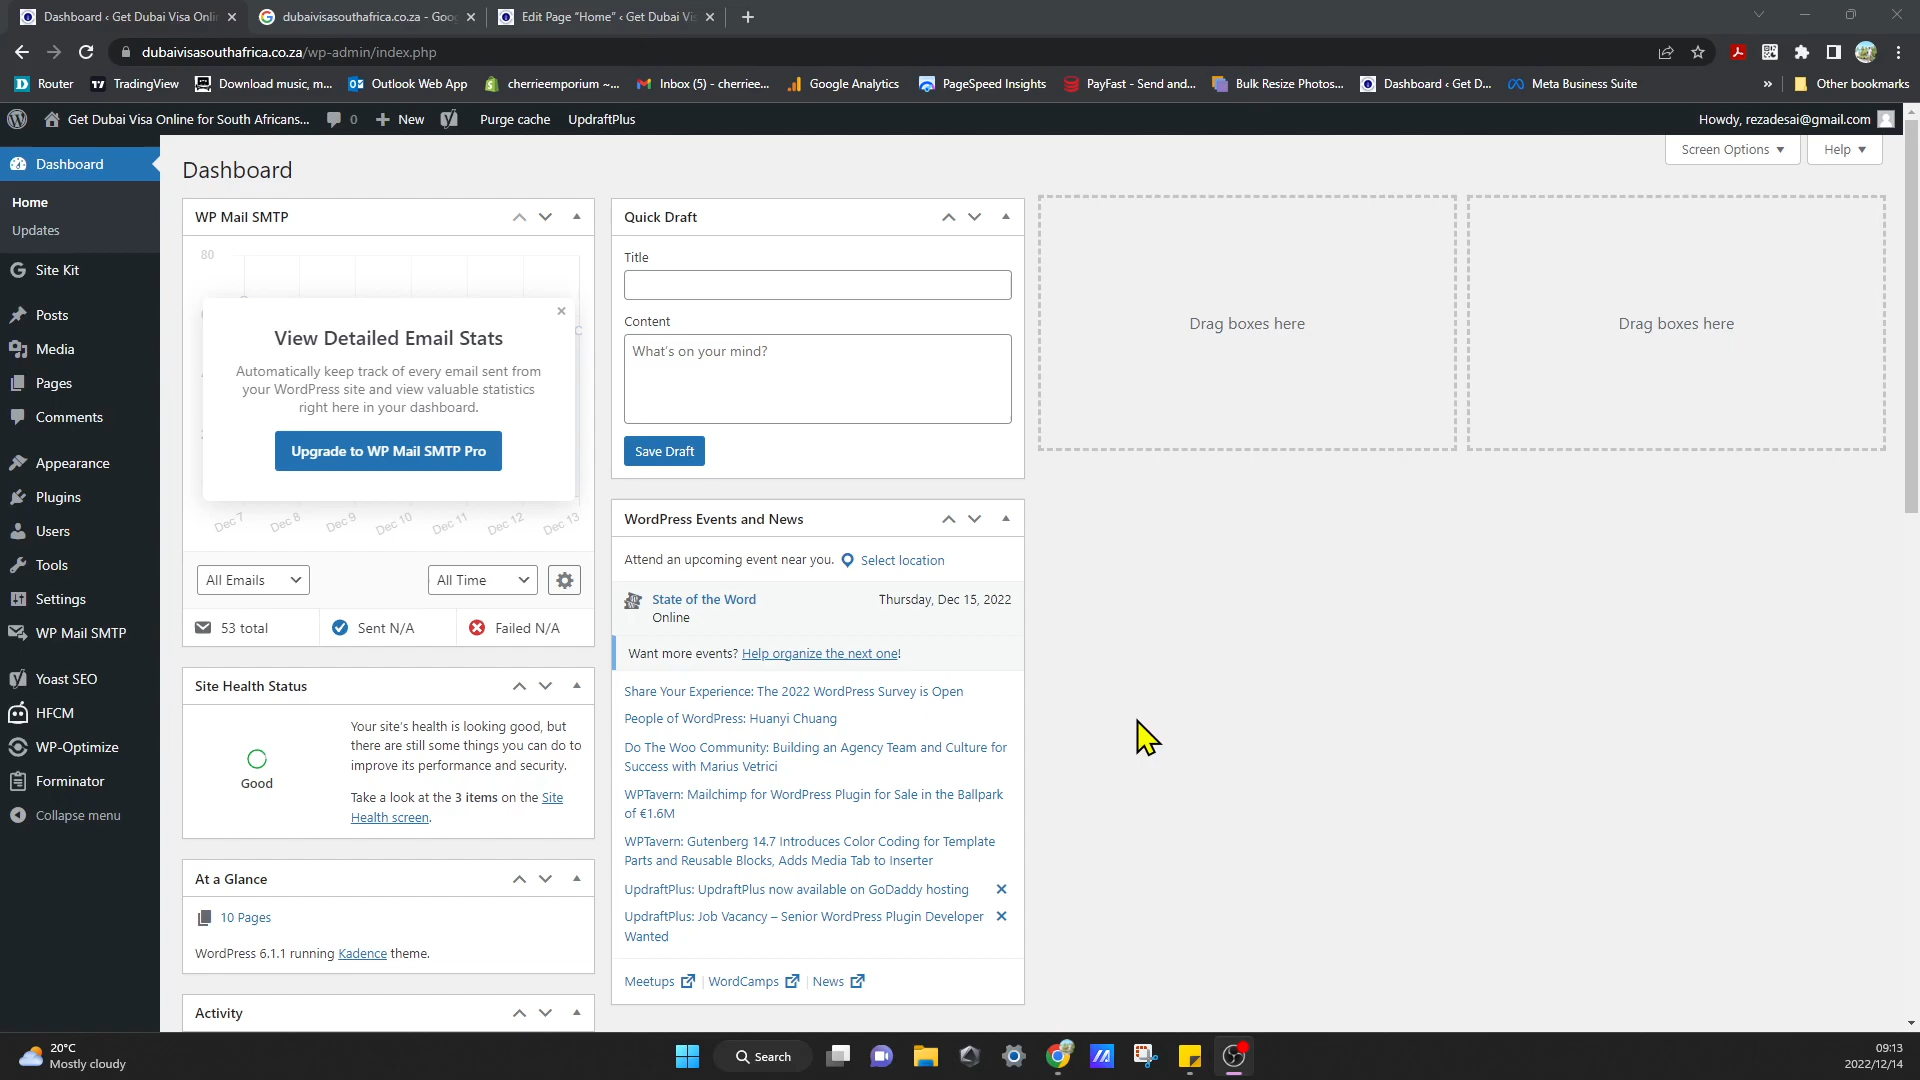 Dashboard ‹ Get Dubai Visa Onlin
dubaivisasouthafrica.co.za - Goog
Edit Page “Home” ‹ Get Dubai Vis
dubaivisasouthafrica.co.za/wp-admin/index.php
Router
TradingView
Download music, m...
Outlook Web App
cherrieemporium ~...
Inbox (5) - cherriee...
Google Analytics
PageSpeed Insights
PayFast - Send and...
Bulk Resize Photos...
Dashboard ‹ Get D...
Meta Business Suite
»
Other bookmarks
Get Dubai Visa Online for South Africans...
0
New
Purge cache
UpdraftPlus
Howdy, rezadesai@gmail.com
Dashboard
Home
Updates
Site Kit
Posts
Media
Pages
Comments
Appearance
Plugins
Users
Tools
Settings
WP Mail SMTP
Yoast SEO
HFCM
WP-Optimize
Forminator
Collapse menu
Screen Options
Help
Dashboard
WP Mail SMTP
80
View Detailed Email Stats
Automatically keep track of every email sent from
your WordPress site and view valuable statistics
right here in your dashboard.
Upgrade to WP Mail SMTP Pro
Dec 7
Dec 8
Dec 9
Dec 10
Dec 11
Dec 12
Dec 13
All Emails
All Time
53 total
Sent N/A
Failed N/A
Site Health Status
Good
Your site's health is looking good, but
there are still some things you can do to
improve its performance and security.
Take a look at the 3 items on the Site
Health screen.
At a Glance
10 Pages
WordPress 6.1.1 running Kadence theme.
Activity
Quick Draft
Title
Content
What's on your mind?
Save Draft
WordPress Events and News
Attend an upcoming event near you.
Select location
State of the Word
Thursday, Dec 15, 2022
Online
Want more events? Help organize the next one!
Share Your Experience: The 2022 WordPress Survey is Open
People of WordPress: Huanyi Chuang
Do The Woo Community: Building an Agency Team and Culture for
Success with Marius Vetrici
WPTavern: Mailchimp for WordPress Plugin for Sale in the Ballpark
of €1.6M
WPTavern: Gutenberg 14.7 Introduces Color Coding for Template
Parts and Reusable Blocks, Adds Media Tab to Inserter
UpdraftPlus: UpdraftPlus now available on GoDaddy hosting
UpdraftPlus: Job Vacancy – Senior WordPress Plugin Developer
Wanted
Meetups
WordCamps
News
Drag boxes here
Drag boxes here
20°C
Mostly cloudy
Search
09:13
2022/12/14